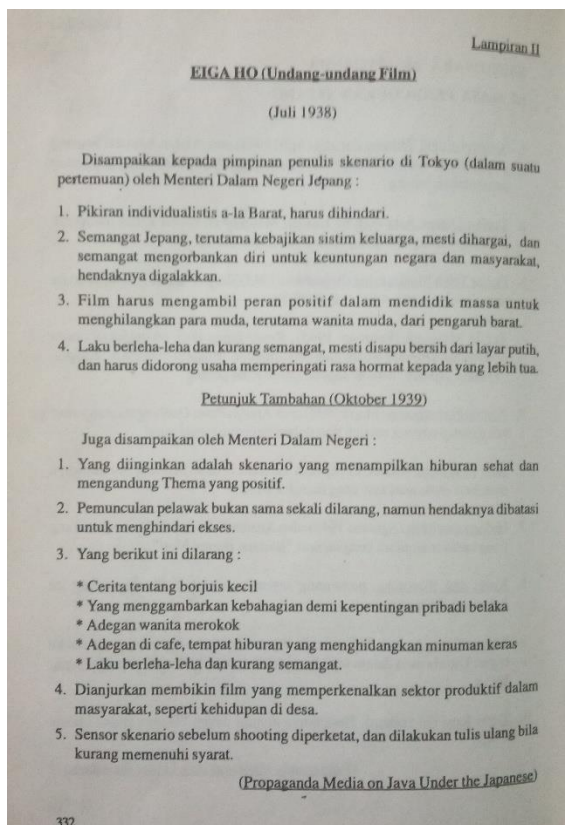 Lampiran II
EIGA HO (Undang-undang Film)
(Juli 1938)
Disampaikan kepada pimpinan penulis skenario di Tokyo (dalam suatu
pertemuan) oleh Menteri Dalam Negeri Jepang :
1. Pikiran individualistis a-la Barat, harus dihindari.
2. Semangat Jepang, terutama kebajikan sistim keluarga, mesti dihargai, dan
semangat mengorbankan diri untuk keuntungan negara dan masyarakat,
hendaknya digalakkan.
3. Film harus mengambil peran positif dalam mendidik massa untuk
menghilangkan para muda, terutama wanita muda, dari pengaruh barat.
4. Laku berleha-leha dan kurang semangat, mesti disapu bersih dari layar putih,
dan harus didorong usaha memperingati rasa hormat kepada yang lebih tua.
Petunjuk Tambahan (Oktober 1939)
Juga disampaikan oleh Menteri Dalam Negeri :
1. Yang diinginkan adalah skenario yang menampilkan hiburan sehat dan
mengandung Thema yang positif.
2. Pemunculan pelawak bukan sama sekali dilarang, namun hendaknya dibatasi
untuk menghindari ekses.
3. Yang berikut ini dilarang :
* Cerita tentang borjuis kecil
* Yang menggambarkan kebahagian demi kepentingan pribadi belaka
* Adegan wanita merokok
* Adegan di cafe, tempat hiburan yang menghidangkan minuman keras
* Laku berleha-leha dan kurang semangat.
4. Dianjurkan membikin film yang memperkenalkan sektor produktif dalam
masyarakat, seperti kehidupan di desa.
5. Sensor skenario sebelum shooting diperketat, dan dilakukan tulis ulang bila
kurang memenuhi syarat.
(Propaganda Media on Java Under the Japanese)
332